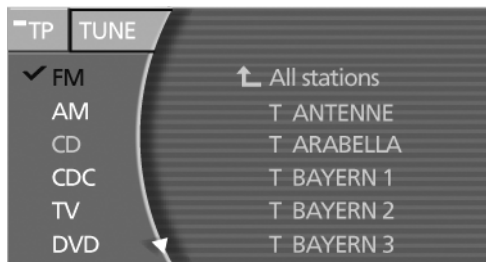 TP TUNE
FM
AM
CD
CDC
TV
DVD
All stations
T ANTENNE
T ARABELLA
T BAYERN 1
T BAYERN 2
T BAYERN 3